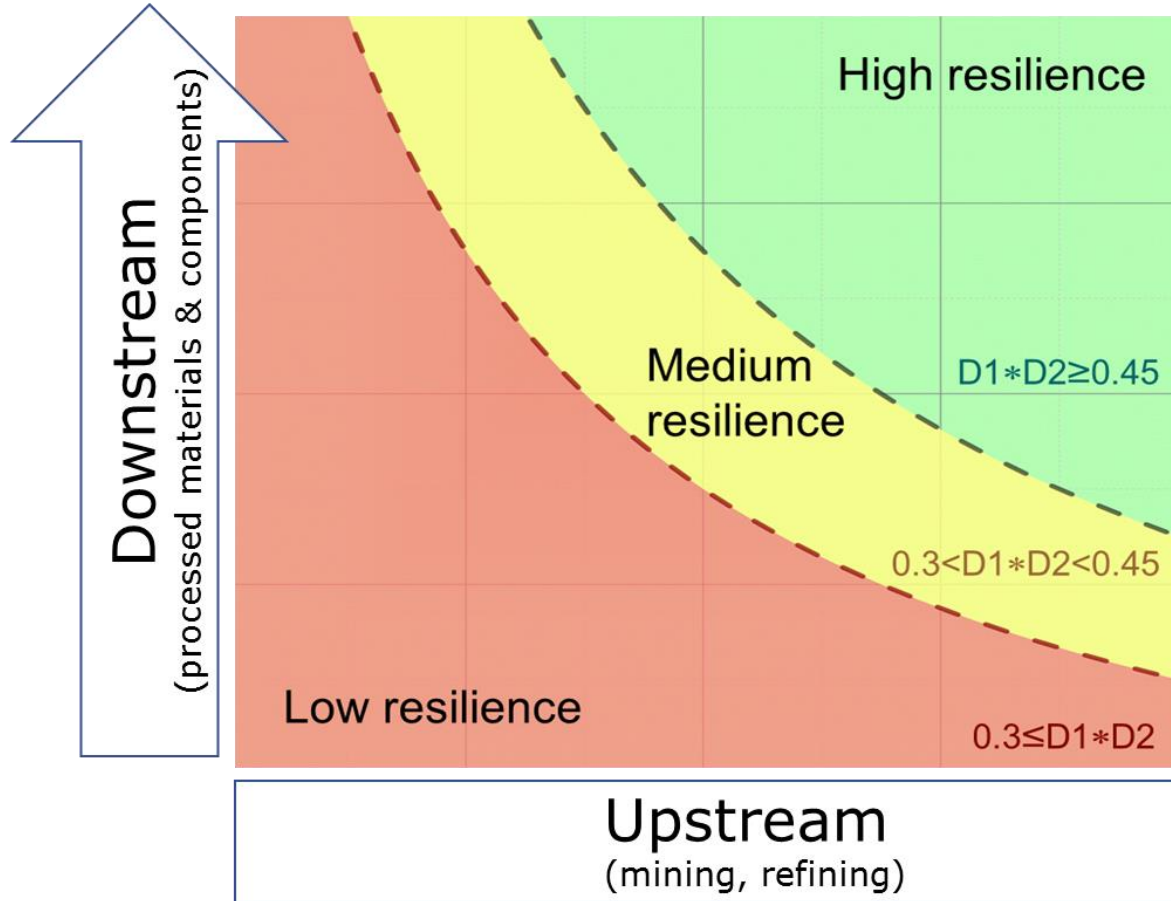 Downstream
(processed materials & components)
High resilience
Medium
resilience
D1*D2≥0.45
0.3<D1*D2<0.45
Low resilience
0.3≤D1*D2
Upstream
(mining, refining)